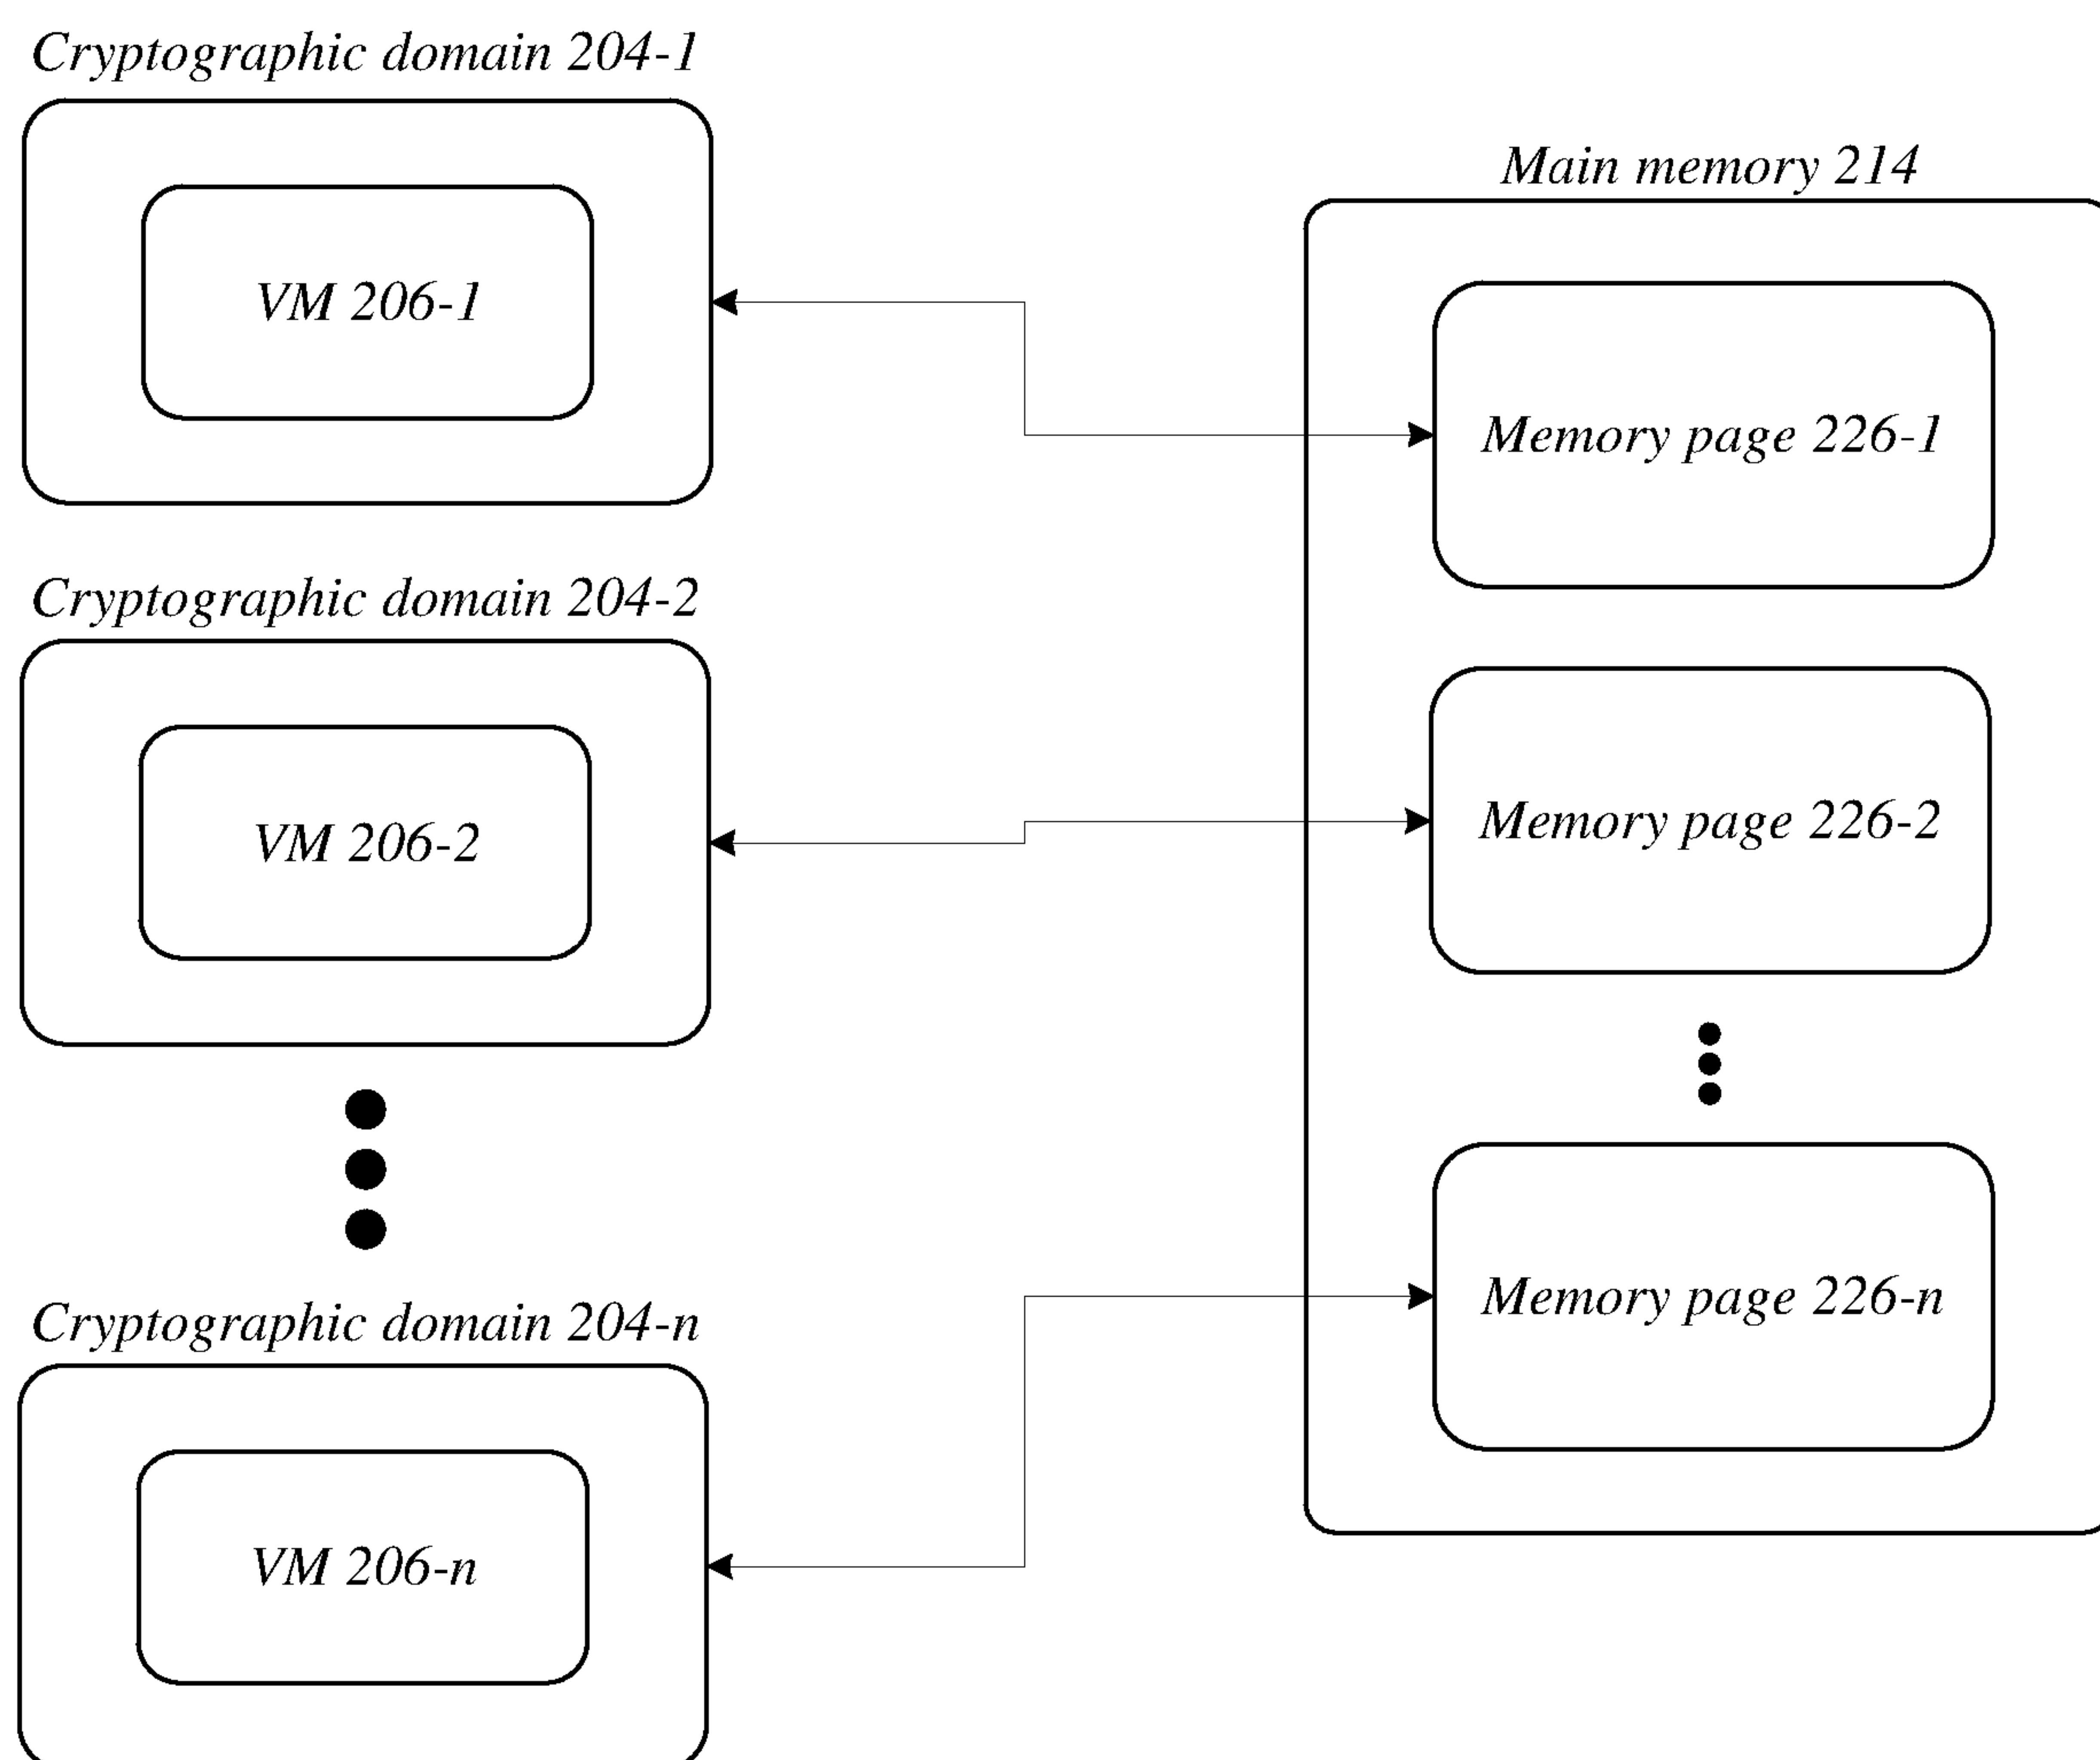 Cryptographic domain 204-1
VM 206-1
Cryptographic domain 204-2
VM 206-2
Cryptographic domain 204-n
VM 206-n
Main memory 214
Memory page 226-1
Memory page 226-2
Memory page 226-n